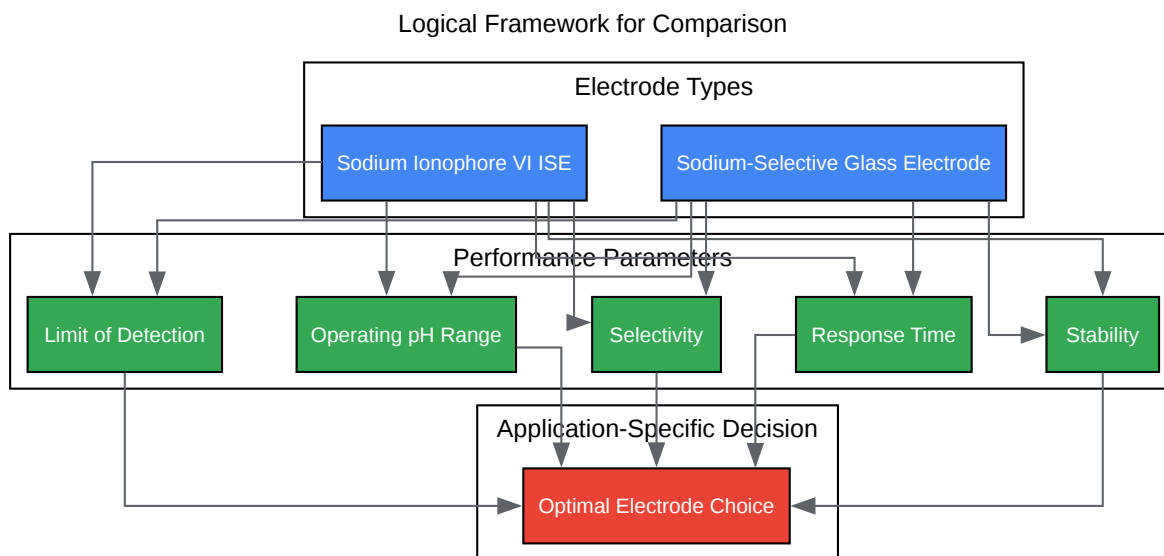 Logical Framework for Comparison
Electrode Types
Sodium Ionophore VI ISE
Sodium-Selective Glass Electrode
Performance Parameters
Limit of Detection
Operating pH Range
Selectivity
Response Time
Stability
Application-Specific Decision
Optimal Electrode Choice